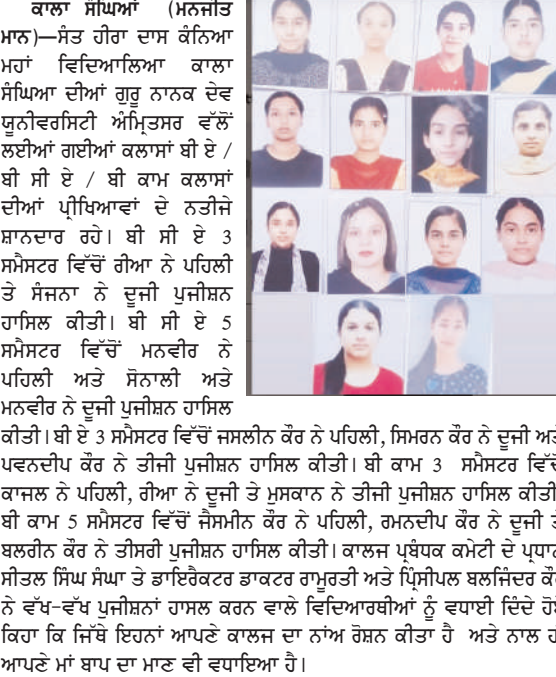 ਕਾਲਾ ਸੰਘਿਆਂ (ਮਨਜੀਤ
ਮਾਨ)—ਸੰਤ ਹੀਰਾ ਦਾਸ ਕੰਨਿਆ
ਮਹਾਂ ਵਿਦਿਆਲਿਆ ਕਾਲਾ
ਸੰਘਿਆ ਦੀਆਂ ਗੁਰੂ ਨਾਨਕ ਦੇਵ
ਯੂਨੀਵਰਸਿਟੀ ਅੰਮ੍ਰਿਤਸਰ ਵੱਲੋਂ
ਲਈਆਂ ਗਈਆਂ ਕਲਾਸਾਂ ਬੀ ਏ /
ਬੀ ਸੀ ਏ / ਬੀ ਕਾਮ ਕਲਾਸਾਂ
ਦੀਆਂ ਪ੍ਰੀਖਿਆਵਾਂ ਦੇ ਨਤੀਜੇ
ਸ਼ਾਨਦਾਰ ਰਹੇ। ਬੀ ਸੀ ਏ 3
ਸਮੈਸਟਰ ਵਿੱਚੋਂ ਰੀਆ ਨੇ ਪਹਿਲੀ
ਤੇ ਸੰਜਨਾ ਨੇ ਦੂਜੀ ਪੁਜੀਸ਼ਨ
ਹਾਸਿਲ ਕੀਤੀ। ਬੀ ਸੀ ਏ 5
ਸਮੈਸਟਰ ਵਿੱਚੋਂ ਮਨਵੀਰ ਨੇ
ਪਹਿਲੀ ਅਤੇ ਸੋਨਾਲੀ ਅਤੇ
ਮਨਵੀਰ ਨੇ ਦੂਜੀ ਪੁਜੀਸ਼ਨ ਹਾਸਿਲ
ਕੀਤੀ। ਬੀ ਏ 3 ਸਮੈਸਟਰ ਵਿੱਚੋਂ ਜਸਲੀਨ ਕੌਰ ਨੇ ਪਹਿਲੀ, ਸਿਮਰਨ ਕੌਰ ਨੇ ਦੂਜੀ ਅਤੇ
ਪਵਨਦੀਪ ਕੌਰ ਨੇ ਤੀਜੀ ਪੁਜੀਸ਼ਨ ਹਾਸਿਲ ਕੀਤੀ। ਬੀ ਕਾਮ 3 ਸਮੈਸਟਰ ਵਿੱਚੋਂ
ਕਾਜਲ ਨੇ ਪਹਿਲੀ, ਰੀਆ ਨੇ ਦੂਜੀ ਤੇ ਮੁਸਕਾਨ ਨੇ ਤੀਜੀ ਪੁਜੀਸ਼ਨ ਹਾਸਿਲ ਕੀਤੀ
ਬੀ ਕਾਮ 5 ਸਮੈਸਟਰ ਵਿੱਚੋਂ ਜੈਸਮੀਨ ਕੌਰ ਨੇ ਪਹਿਲੀ, ਰਮਨਦੀਪ ਕੌਰ ਨੇ ਦੂਜੀ ਤੇ
ਬਲਰੀਨ ਕੌਰ ਨੇ ਤੀਸਰੀ ਪੁਜੀਸ਼ਨ ਹਾਸਿਲ ਕੀਤੀ। ਕਾਲਜ ਪ੍ਰਬੰਧਕ ਕਮੇਟੀ ਦੇ ਪ੍ਰਧਾਨ
ਸੀਤਲ ਸਿੰਘ ਸੰਘਾ ਤੇ ਡਾਇਰੈਕਟਰ ਡਾਕਟਰ ਰਾਮੂਰਤੀ ਅਤੇ ਪ੍ਰਿੰਸੀਪਲ ਬਲਜਿੰਦਰ ਕੌਰ
ਨੇ ਵੱਖ-ਵੱਖ ਪੁਜੀਸ਼ਨਾਂ ਹਾਸਲ ਕਰਨ ਵਾਲੇ ਵਿਦਿਆਰਥੀਆਂ ਨੂੰ ਵਧਾਈ ਦਿੰਦੇ ਹੋਏ
ਕਿਹਾ ਕਿ ਜਿੱਥੇ ਇਹਨਾਂ ਆਪਣੇ ਕਾਲਜ ਦਾ ਨਾਂਅ ਰੋਸ਼ਨ ਕੀਤਾ ਹੈ ਅਤੇ ਨਾਲ ਹੀ
ਆਪਣੇ ਮਾਂ ਬਾਪ ਦਾ ਮਾਣ ਵੀ ਵਧਾਇਆ ਹੈ।